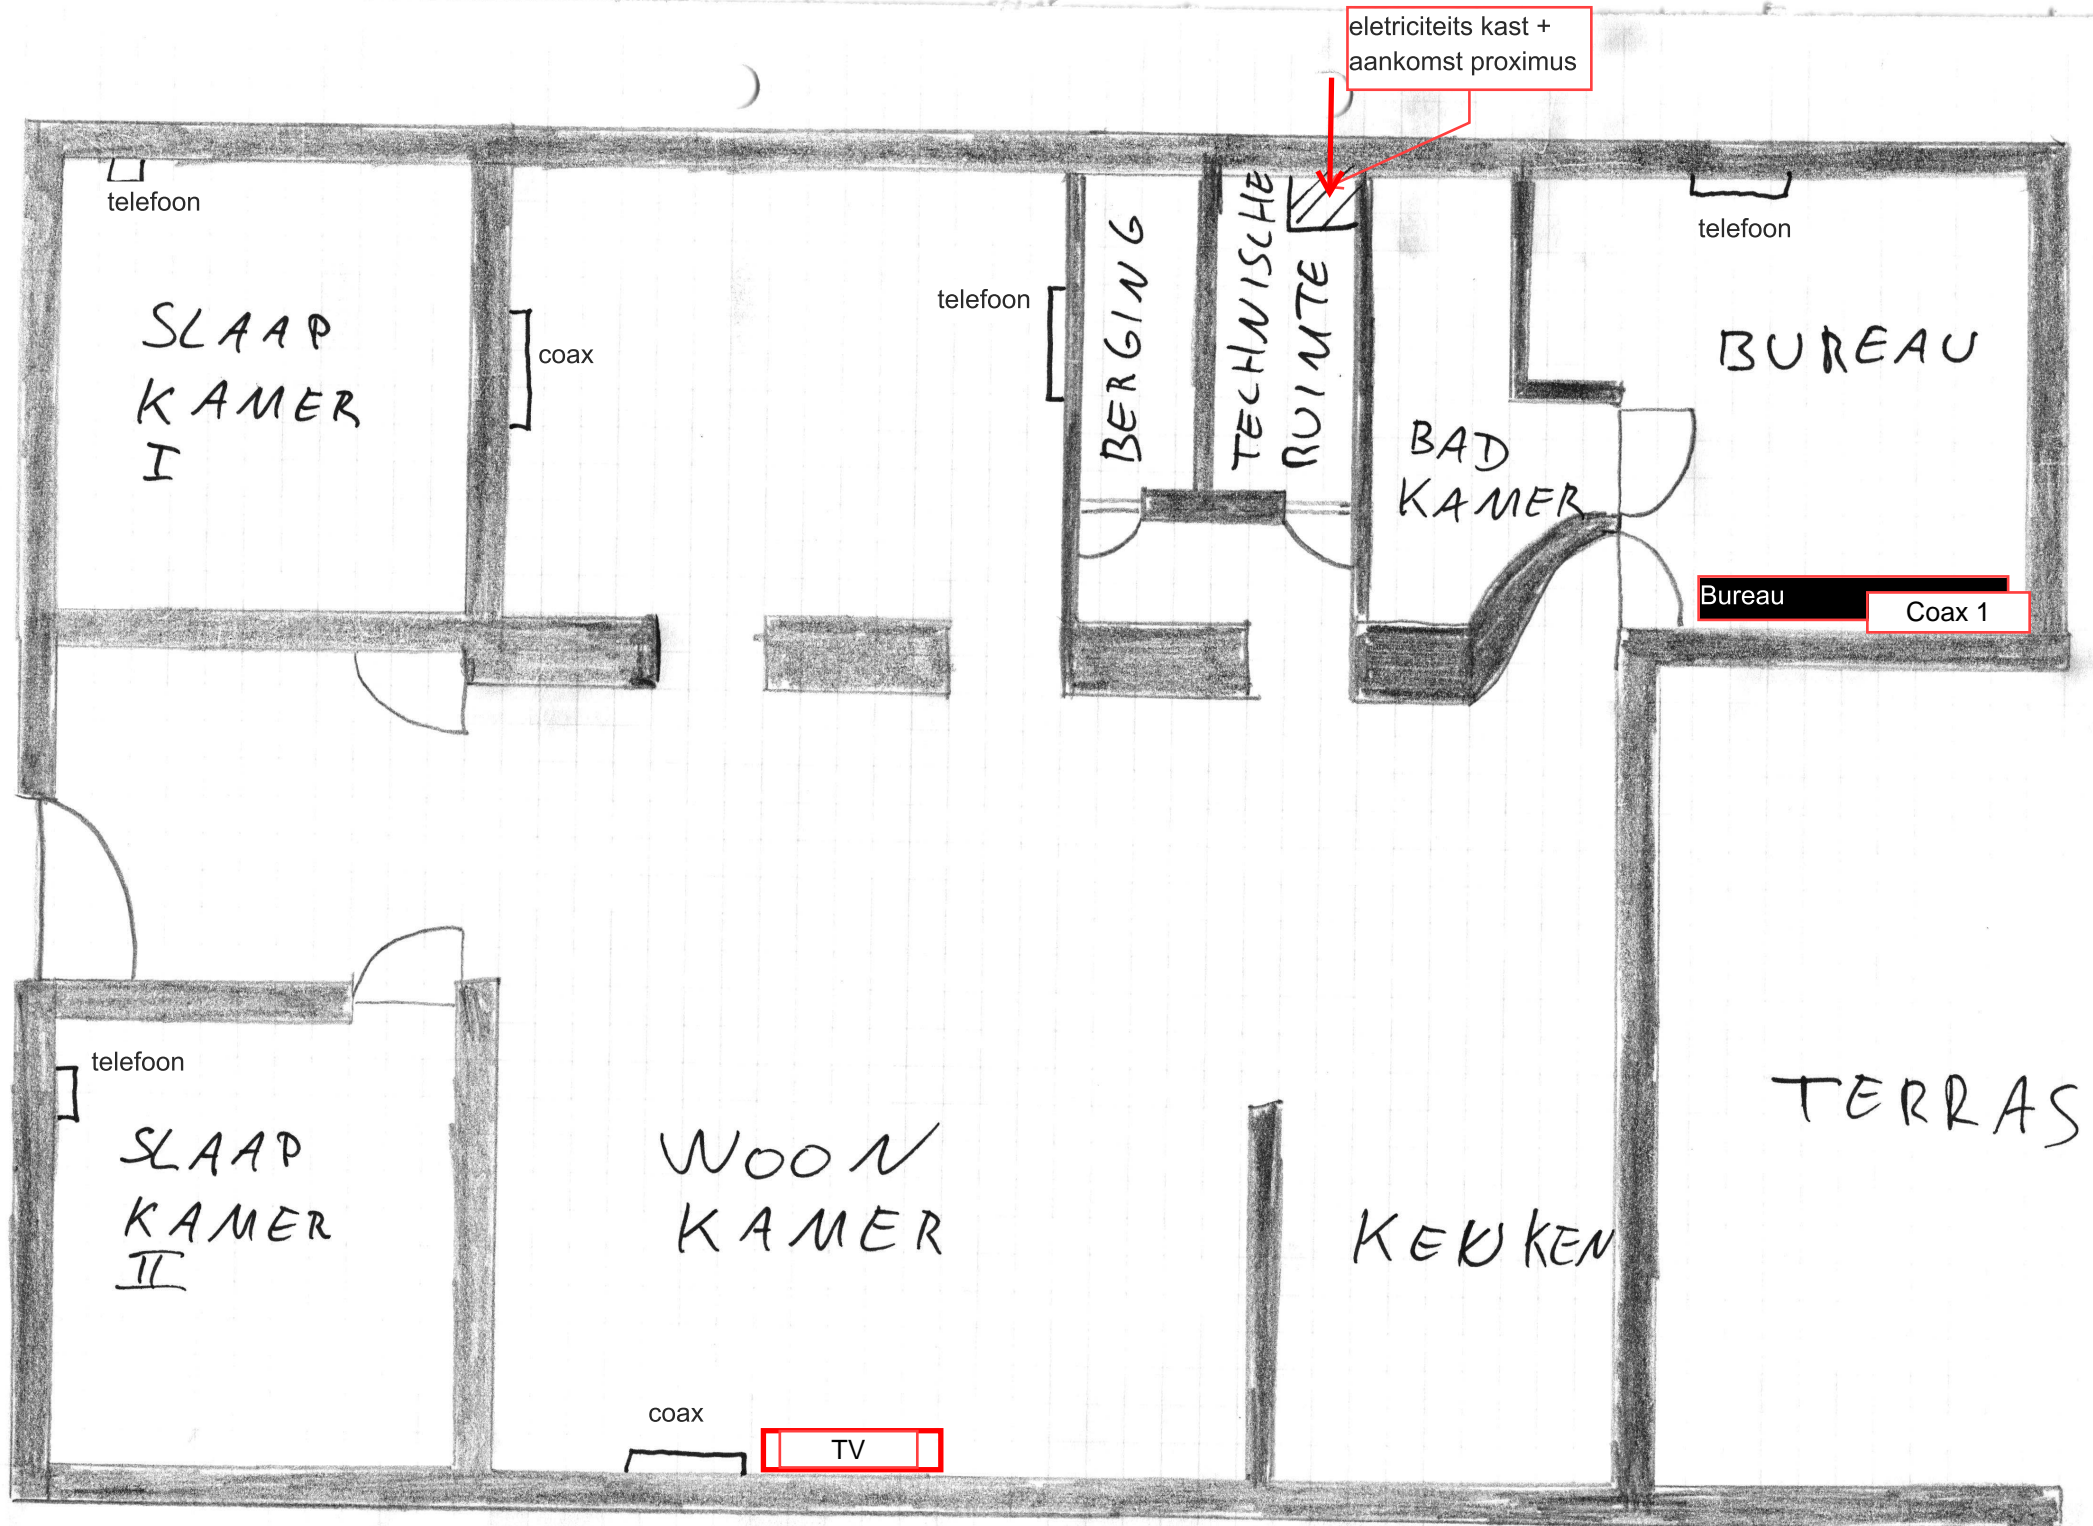 eletriciteits kast +
aankomst proximus
telefoon
telefoon
telefoon
coax
SLAAP
KAMER
I
BERGING
TECHNISCHE
RUIMTE
BUREAU
BAD
KAMER
Bureau
Coax 1
telefoon
SLAAP
KAMER
II
WOON
KAMER
KEUKEN
TERRAS
coax
TV